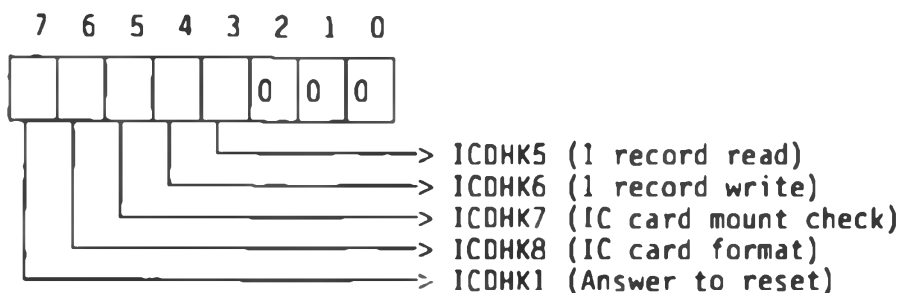 7 6 5 4 3 2 1 0
0 0 0
> ICDHK5 (1 record read)
> ICDHK6 (1 record write)
> ICDHK7 (IC card mount check)
> ICDHK8 (IC card format)
> ICDHK1 (Answer to reset)